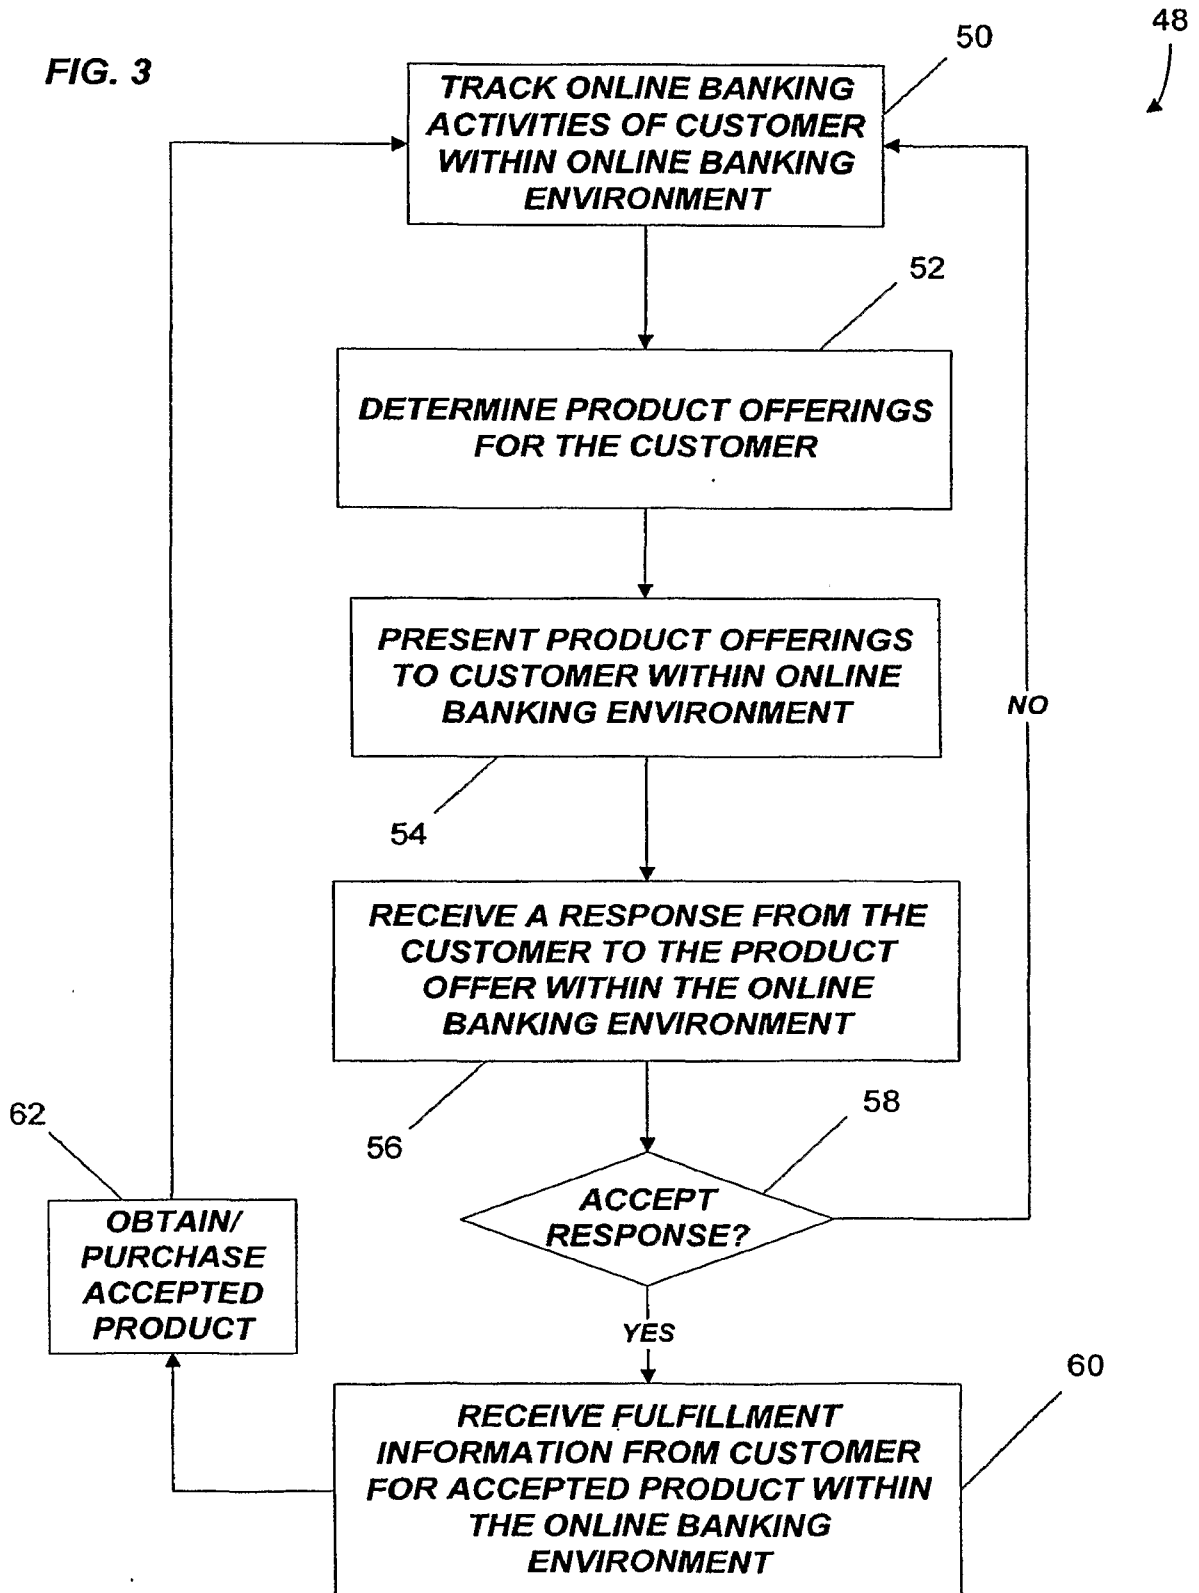 48
50
FIG. 3
TRACK ONLINE BANKING
ACTIVITIES OF CUSTOMER
WITHIN ONLINE BANKING
ENVIRONMENT
52
DETERMINE PRODUCT OFFERINGS
FOR THE CUSTOMER
PRESENT PRODUCT OFFERINGS
TO CUSTOMER WITHIN ONLINE
BANKING ENVIRONMENT
NO
54
RECEIVE A RESPONSE FROM THE
CUSTOMER TO THE PRODUCT
OFFER WITHIN THE ONLINE
BANKING ENVIRONMENT
56
58
ACCEPT
RESPONSE?
62
OBTAIN/
PURCHASE
ACCEPTED
PRODUCT
YES
60
RECEIVE FULFILLMENT
INFORMATION FROM CUSTOMER
FOR ACCEPTED PRODUCT WITHIN
THE ONLINE BANKING
ENVIRONMENT